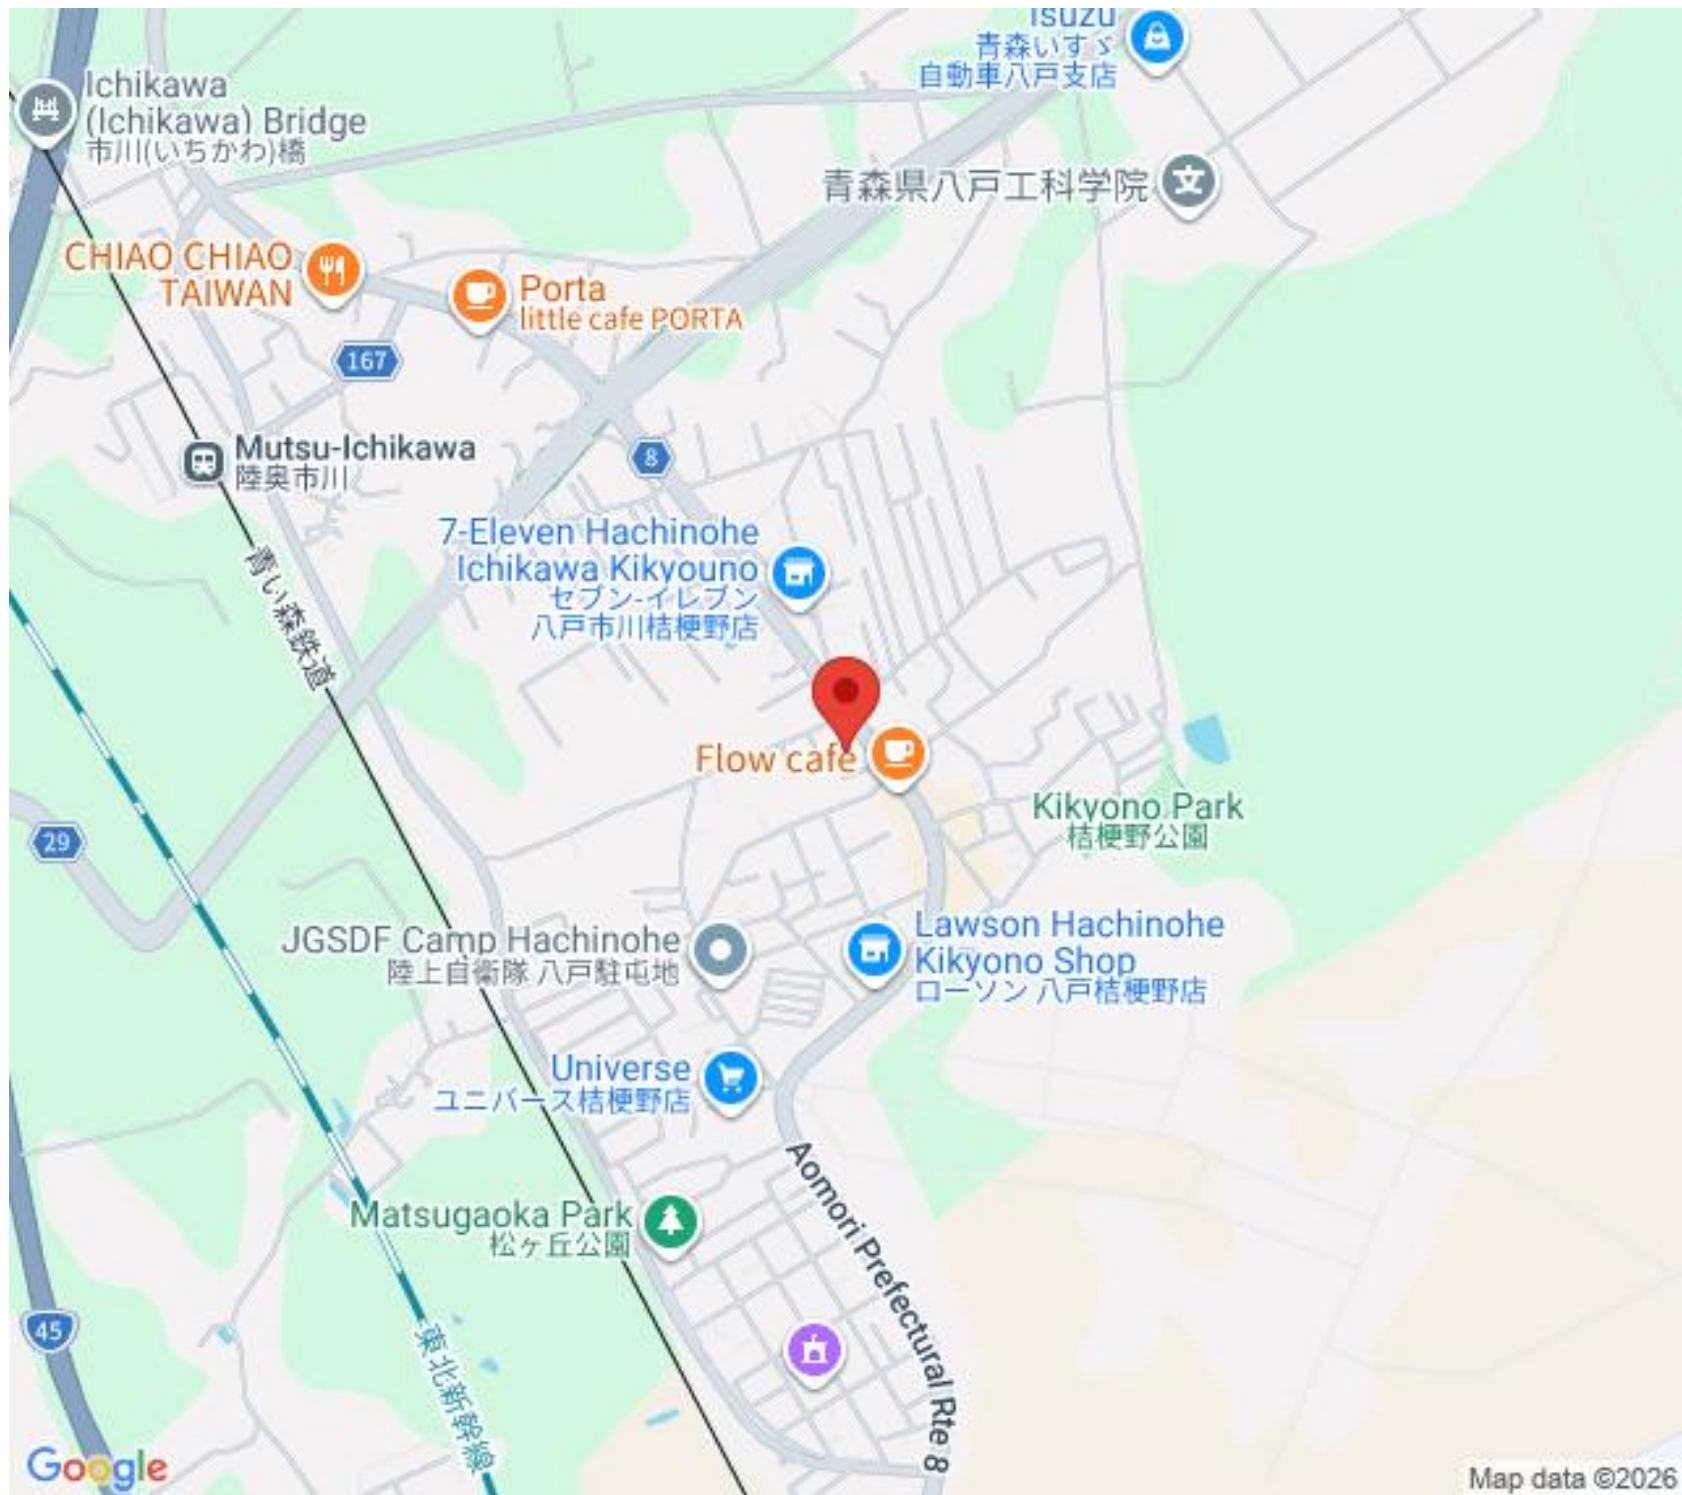 Isuzu
青森いすゞ
自動車八戸支店
Ichikawa
(Ichikawa) Bridge
市川(いちかわ)橋
青森県八戸工科学院
文
CHIAO CHIAO
TAIWAN
Porta
little cafe PORTA
167
Mutsu-Ichikawa
陸奥市川
8
7-Eleven Hachinohe
Ichikawa Kikyouno
セブン-イレブン
八戸市川桔梗野店
青い森鉄道
Flow cafe
Kikyono Park
桔梗野公園
29
JGSDF Camp Hachinohe
陸上自衛隊 八戸駐屯地
Lawson Hachinohe
Kikyono Shop
ローソン 八戸桔梗野店
Universe
ユニバース桔梗野店
Matsugaoka Park
松ヶ丘公園
Aomori Prefectural Rte 8
45
東北新幹線
Google
Map data ©2026